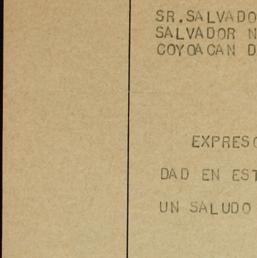 SR.SALVADO
SALVADOR N
COYOACAN D
EXPRESO
DAD EN EST
UN SALUDO